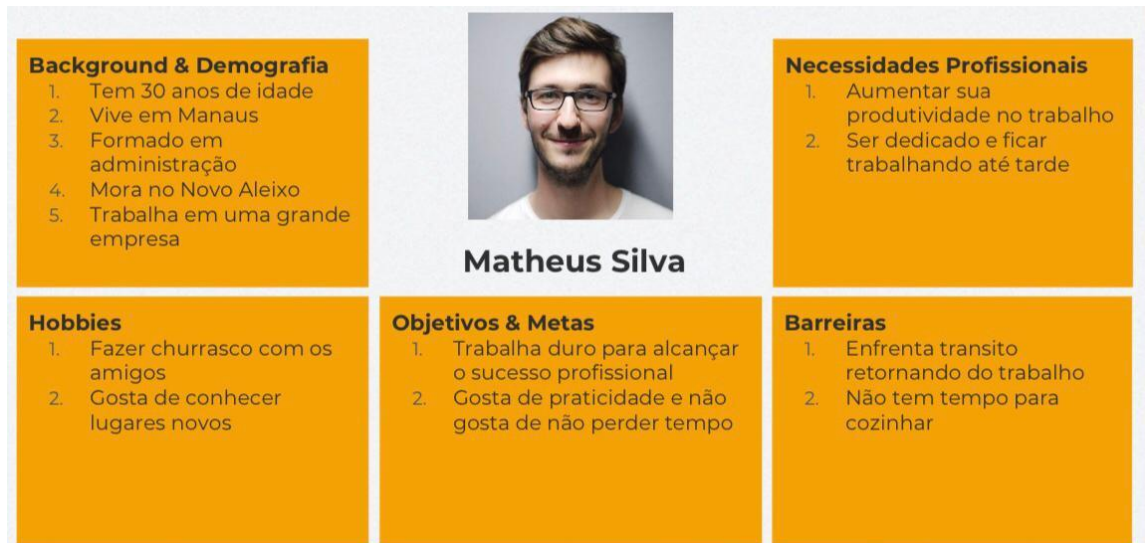 Background & Demografia
1. Tem 30 anos de idade
2. Vive em Manaus
3. Formado em
administração
4. Mora no Novo Aleixo
5. Trabalha em uma grande
empresa
Matheus Silva
Necessidades Profissionais
1. Aumentar sua
produtividade no trabalho
2. Ser dedicado e ficar
trabalhando até tarde
Hobbies
1. Fazer churrasco com os
amigos
2. Gosta de conhecer
lugares novos
Objetivos & Metas
1. Trabalha duro para alcançar
o sucesso profissional
2. Gosta de praticidade e não
gosta de não perder tempo
Barreiras
1. Enfrenta transito
retornando do trabalho
2. Não tem tempo para
cozinhar